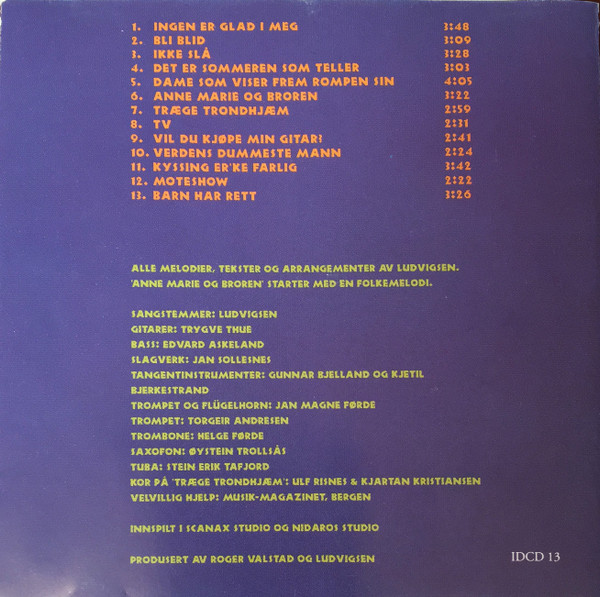 1. INGEN ER GLAD I MEG 3:48
2. BLI BLID 3:09
3. IKKE SLÅ 3:28
4. DET ER SOMMEREN SOM TELLER 3:03
5. DAME SOM VISER FREM ROMPEN SIN 4:05
6. ANNE MARIE OG BROREN 3:22
7. TRÆGE TRONDHJÆM 2:59
8. TV 2:31
9. VIL DU KJØPE MIN GITAR? 2:41
10. VERDENS DUMMESTE MANN 2:24
11. KYSSING ER'KE FARLIG 3:42
12. MOTESHOW 2:22
13. BARN HAR RETT 3:26
ALLE MELODIER, TEKSTER OG ARRANGEMENTER AV LUDVIGSEN.
'ANNE MARIE OG BROREN' STARTER MED EN FOLKEMELODI.
SANGSTEMMER: LUDVIGSEN
GITARER: TRYGVE THUE
BASS: EDVARD ASKELAND
SLAGVERK: JAN SOLLESNES
TANGENTINSTRUMENTER: GUNNAR BJELLAND OG KJETIL
BJERKESTRAND
TROMPET OG FLÜGELHORN: JAN MAGNE FØRDE
TROMPET: TORGEIR ANDRESEN
TROMBONE: HELGE FØRDE
SAXOFON: ØYSTEIN TROLLSÅS
TUBA: STEIN ERIK TAFJORD
KOR PÅ 'TRÆGE TRONDHJÆM': ULF RISNES & KJARTAN KRISTIANSEN
VELVILLIG HJELP: MUSIK-MAGAZINET, BERGEN
INNSPILT I SCANAX STUDIO OG NIDAROS STUDIO
PRODUSERT AV ROGER VALSTAD OG LUDVIGSEN
IDCD 13